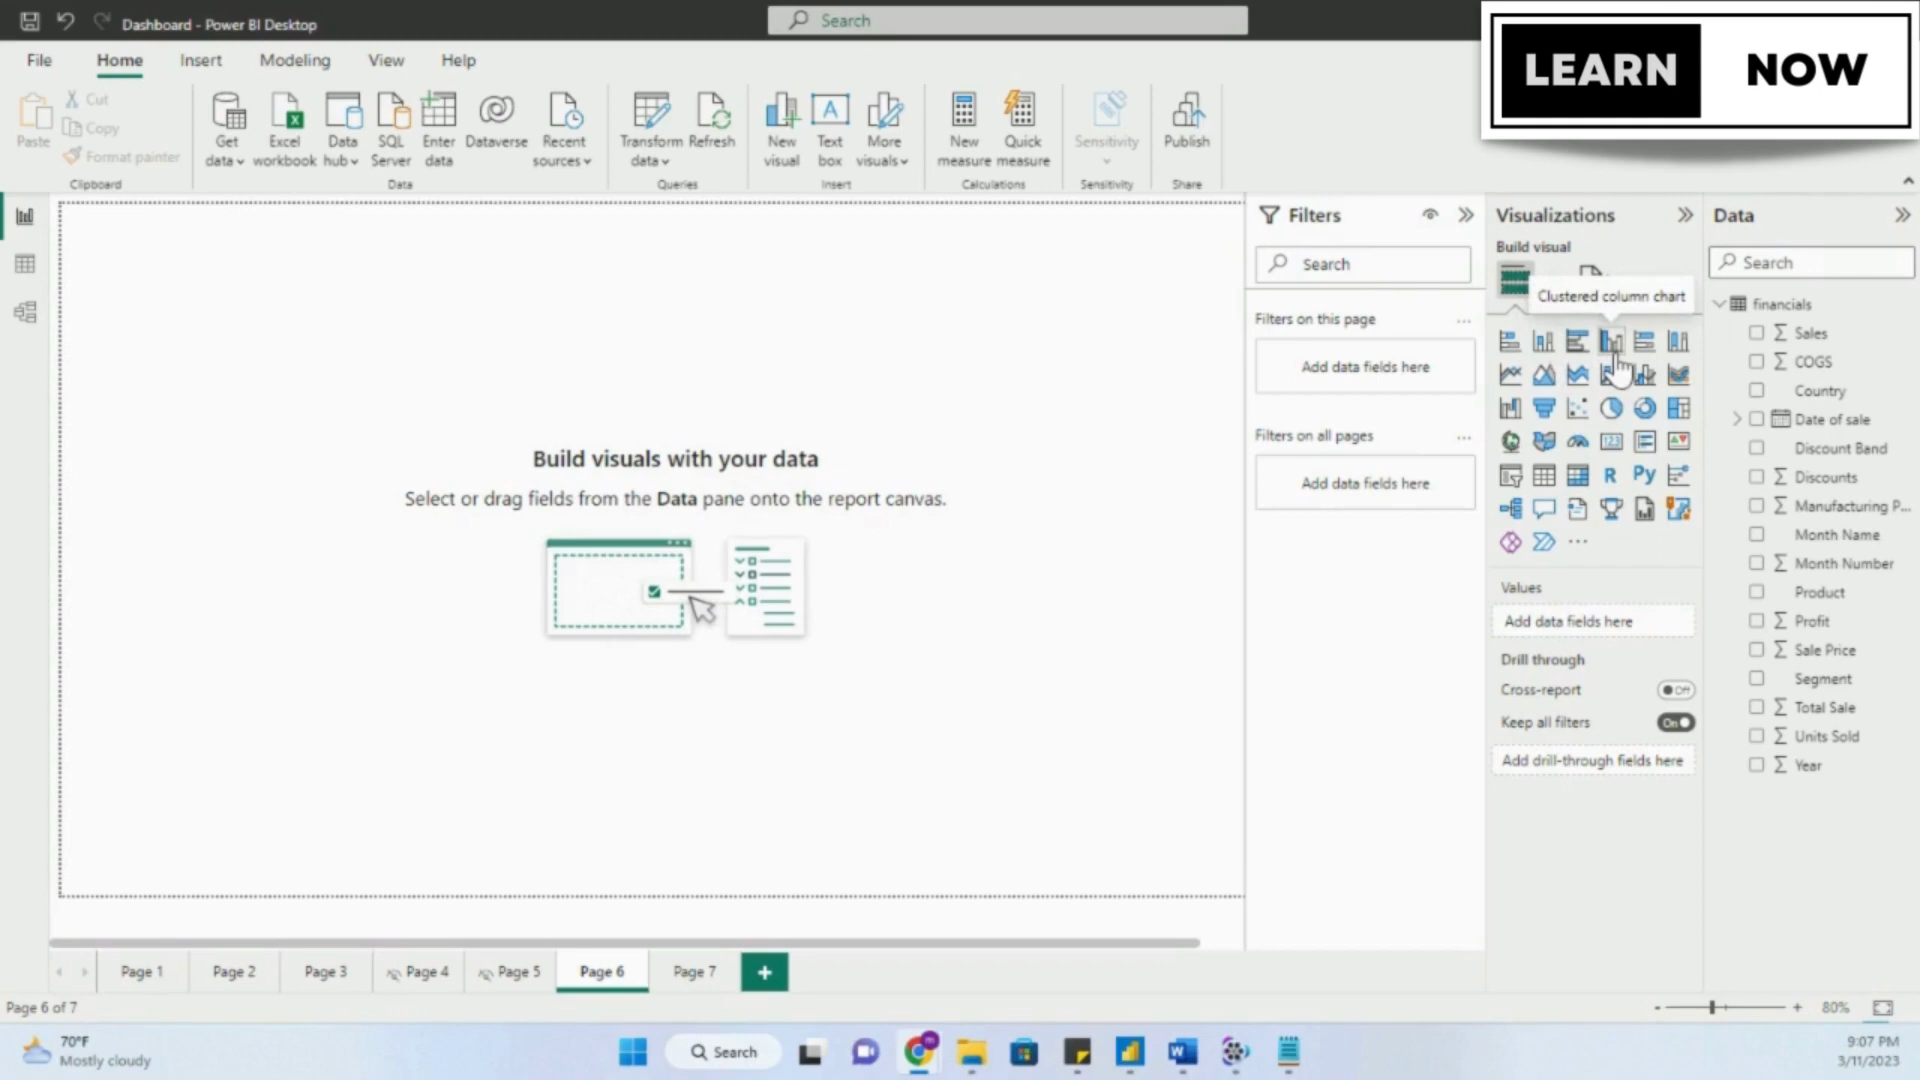 Dashboard - Power BI Desktop
Search
LEARN NOW
File Home Insert Modeling View Help
Paste
Cut
Copy
Format painter
Clipboard
Get data
Excel workbook
Data hub
SQL Server
Enter data
Dataverse
Recent sources
Data
Transform data
Refresh
Queries
New visual
Text box
More visuals
Insert
New measure
Quick measure
Calculations
Sensitivity
Sensitivity
Publish
Share
Build visuals with your data
Select or drag fields from the Data pane onto the report canvas.
Filters
Search
Filters on this page
Add data fields here
Filters on all pages
Add data fields here
Visualizations
Build visual
Clustered column chart
123
R
Py
Values
Add data fields here
Drill through
Cross-report
Off
Keep all filters
On
Add drill-through fields here
Data
Search
financials
Sales
COGS
Country
Date of sale
Discount Band
Discounts
Manufacturing P...
Month Name
Month Number
Product
Profit
Sale Price
Segment
Total Sale
Units Sold
Year
Page 1
Page 2
Page 3
Page 4
Page 5
Page 6
Page 7
+
Page 6 of 7
- + 80%
70°F
Mostly cloudy
Search
9:07 PM
3/11/2023